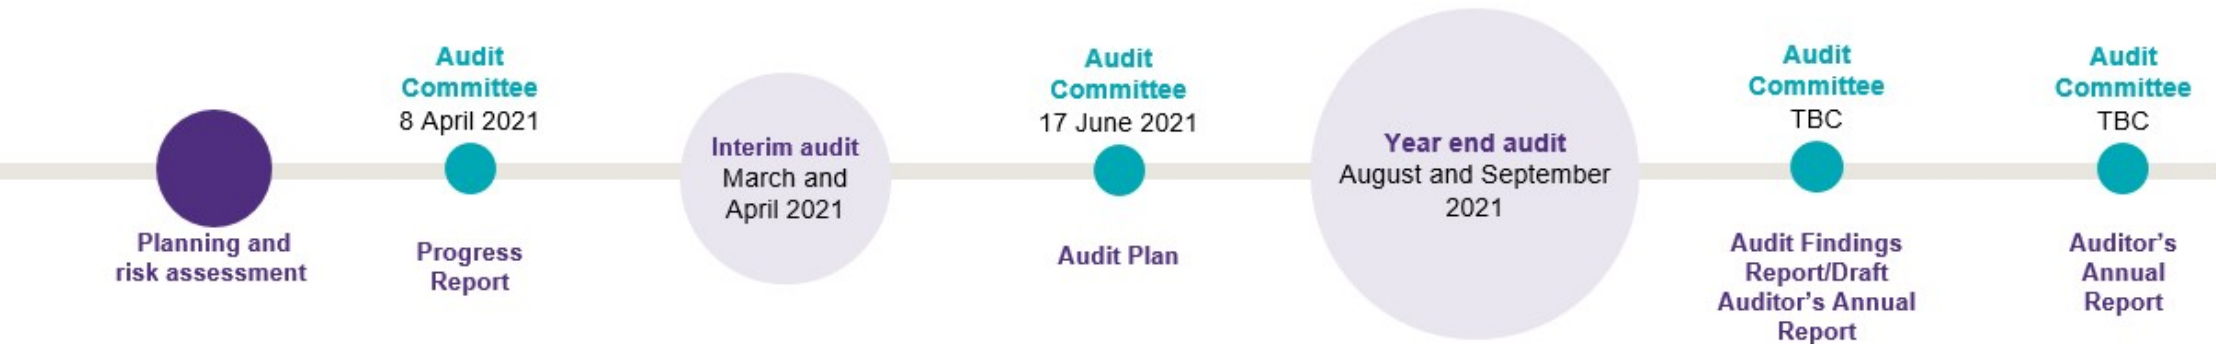 Planning and
risk assessment
Audit
Committee
8 April 2021
Progress
Report
Interim audit
March and
April 2021
Audit
Committee
17 June 2021
Audit Plan
Year end audit
August and September
2021
Audit
Committee
TBC
Audit Findings
Report/Draft
Auditor’s Annual
Report
Audit
Committee
TBC
Auditor’s
Annual
Report